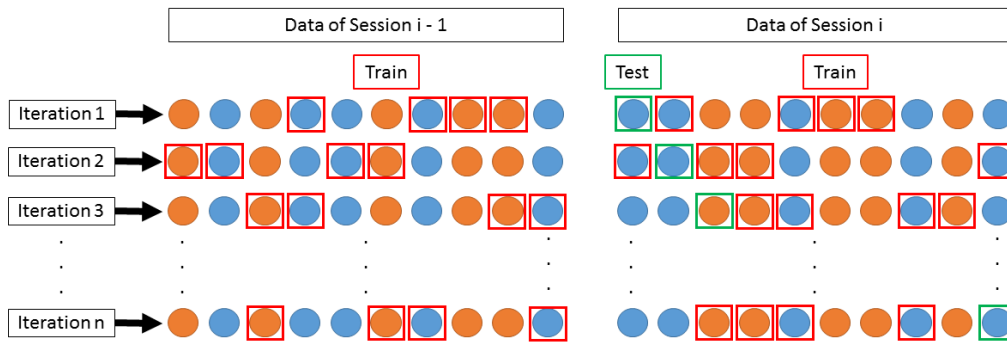 Data of Session i - 1
Data of Session i
Train
Test
Train
Iteration 1
Iteration 2
Iteration 3
Iteration n